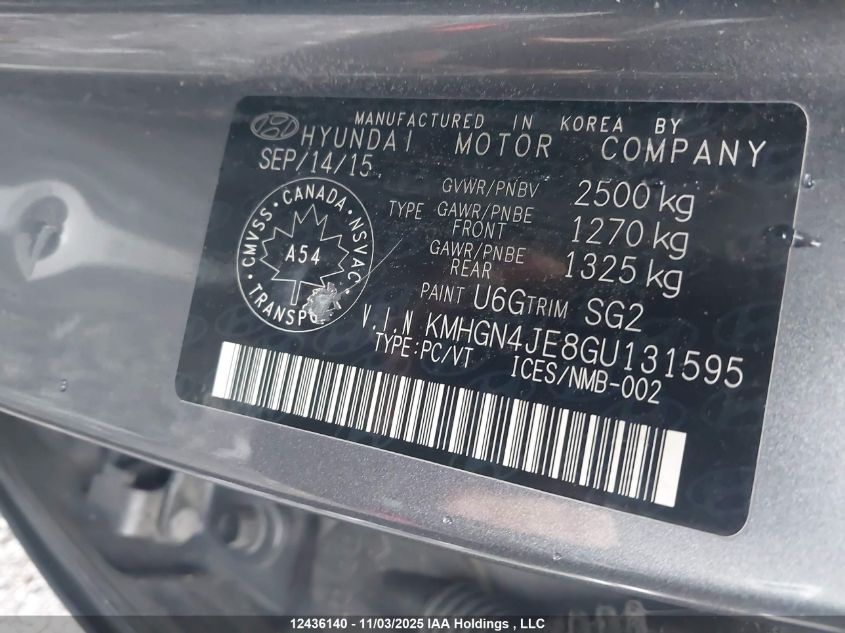 MANUFACTURED IN KOREA BY
HYUNDAI MOTOR COMPANY
SEP/14/15
GVWR/PNBV 2500 kg
TYPE GAWR/PNBE FRONT 1270 kg
GAWR/PNBE REAR 1325 kg
PAINT U6G TRIM SG2
V.I.N KMHGN4JE8GU131595
TYPE:PC/VT ICES/NMB-002
CMVSS · CANADA · NSVAC
A54
12436140 - 11/03/2025 IAA Holdings , LLC